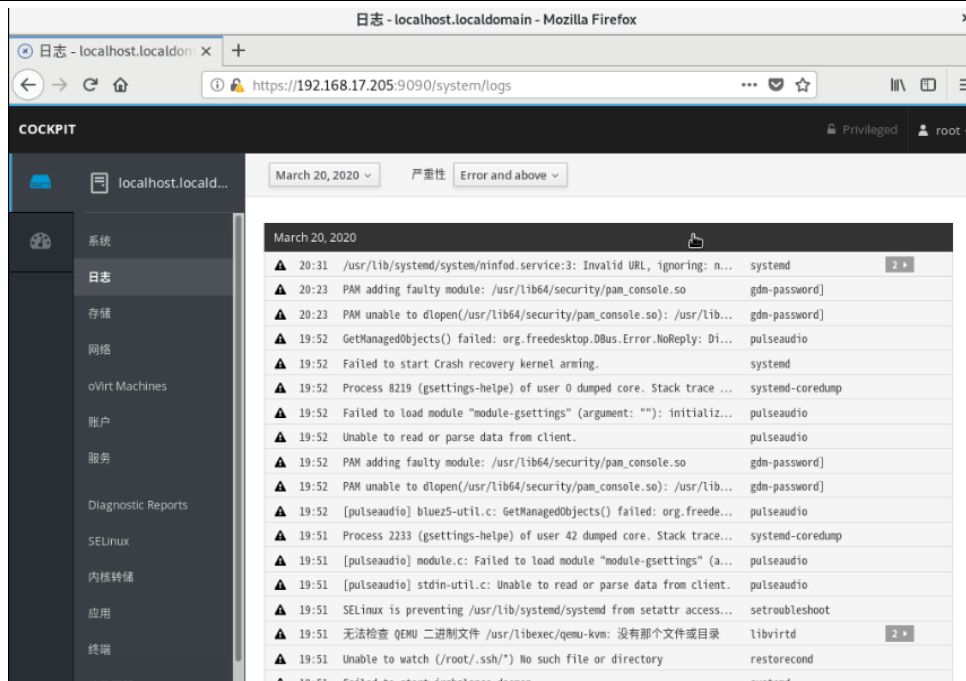 日志 - localhost.localdomain - Mozilla Firefox
日志 - localhost.localdom
https://192.168.17.205:9090/system/logs
COCKPIT
Privileged
root
localhost.locald...
March 20, 2020
严重性
Error and above
系统
日志
存储
网络
oVirt Machines
账户
服务
Diagnostic Reports
SELinux
内核转储
应用
终端
March 20, 2020
20:31 /usr/lib/systemd/system/ninfod.service:3: Invalid URL, ignoring: n... systemd 2
20:23 PAM adding faulty module: /usr/lib64/security/pam_console.so gdm-password]
20:23 PAM unable to dlopen(/usr/lib64/security/pam_console.so): /usr/lib... gdm-password]
19:52 GetManagedObjects() failed: org.freedesktop.DBus.Error.NoReply: Di... pulseaudio
19:52 Failed to start Crash recovery kernel arming. systemd
19:52 Process 8219 (gsettings-helpe) of user 0 dumped core. Stack trace ... systemd-coredump
19:52 Failed to load module "module-gsettings" (argument: ""): initializ... pulseaudio
19:52 Unable to read or parse data from client. pulseaudio
19:52 PAM adding faulty module: /usr/lib64/security/pam_console.so gdm-password]
19:52 PAM unable to dlopen(/usr/lib64/security/pam_console.so): /usr/lib... gdm-password]
19:52 [pulseaudio] bluez5-util.c: GetManagedObjects() failed: org.freede... pulseaudio
19:51 Process 2233 (gsettings-helpe) of user 42 dumped core. Stack trace... systemd-coredump
19:51 [pulseaudio] module.c: Failed to load module "module-gsettings" (a... pulseaudio
19:51 [pulseaudio] stdin-util.c: Unable to read or parse data from client. pulseaudio
19:51 SELinux is preventing /usr/lib/systemd/systemd from setattr access... setroubleshoot
19:51 无法检查 QEMU 二进制文件 /usr/libexec/qemu-kvm: 没有那个文件或目录 libvirtd 2
19:51 Unable to watch (/root/.ssh/*) No such file or directory restorecond